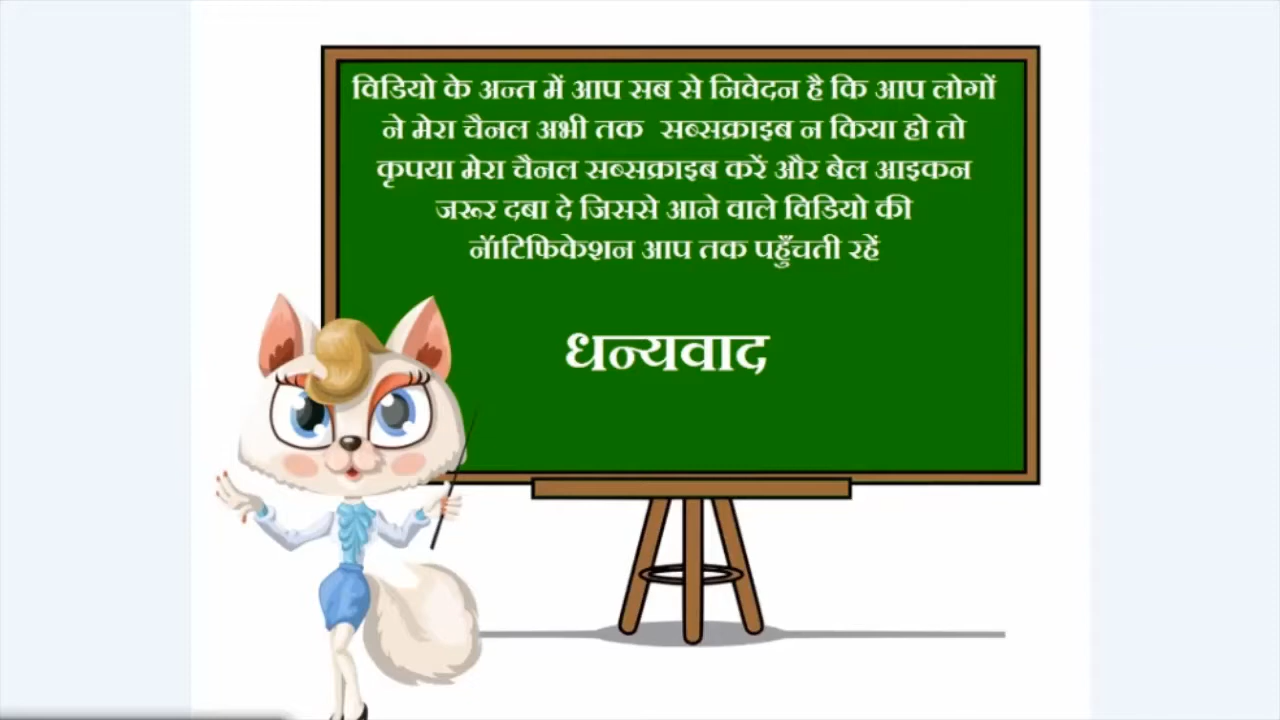 विडियो के अन्त में आप सब से निवेदन है कि आप लोगों
ने मेरा चैनल अभी तक सब्सक्राइब न किया हो तो
कृपया मेरा चैनल सब्सक्राइब करें और बेल आइकन
जरूर दबा दे जिससे आने वाले विडियो की
नॉटिफिकेशन आप तक पहुँचती रहें
धन्यवाद